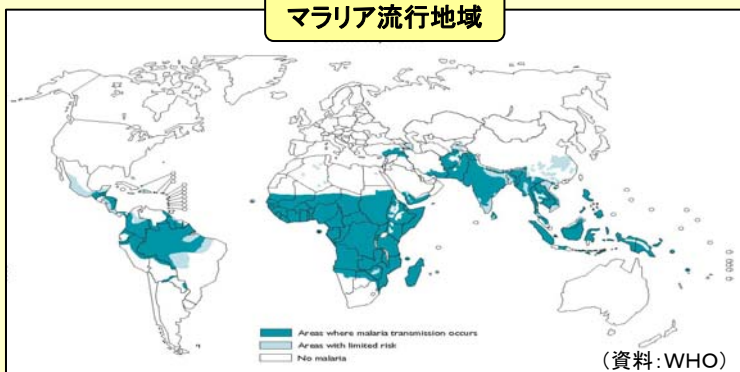 マラリア流行地域
Areas where malaria transmission occurs
Areas with limited risk
No malaria
(資料:WHO)